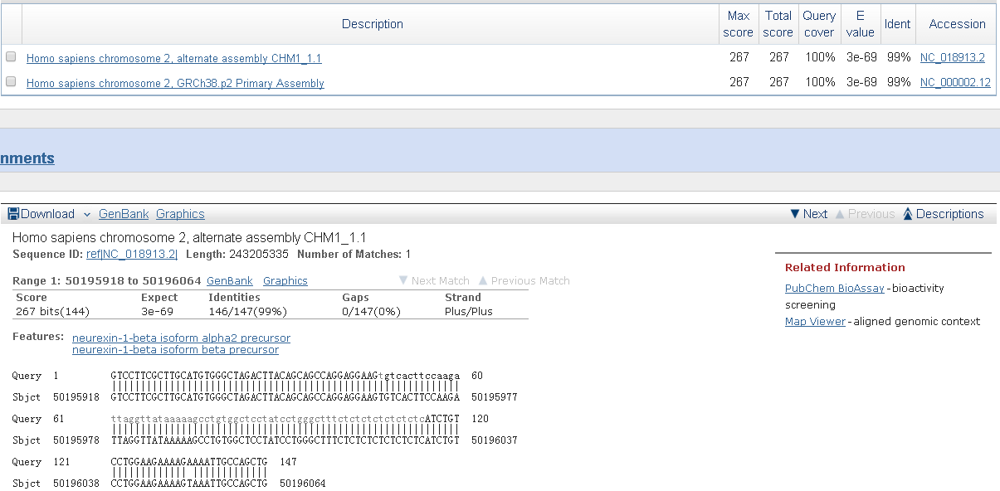 Description Max score Total score Query cover E value Ident Accession
Homo sapiens chromosome 2, alternate assembly CHM1_1.1 267 267 100% 3e-69 99% NC_018913.2
Homo sapiens chromosome 2, GRCh38.p2 Primary Assembly 267 267 100% 3e-69 99% NC_000002.12
nments
Download GenBank Graphics Next Previous Descriptions
Homo sapiens chromosome 2, alternate assembly CHM1_1.1
Sequence ID: ref|NC_018913.2| Length: 243205335 Number of Matches: 1
Range 1: 50195918 to 50196064 GenBank Graphics Next Match Previous Match
Score Expect Identities Gaps Strand
267 bits(144) 3e-69 146/147(99%) 0/147(0%) Plus/Plus
Features: neurexin-1-beta isoform alpha2 precursor
neurexin-1-beta isoform beta precursor
Related Information
PubChem BioAssay - bioactivity
screening
Map Viewer - aligned genomic context
Query 1 GTCCTTCGCTTGCATGTGGGCTAGACTTACAGCAGCCAGGAGGAAGtgtcacttccaaga 60
Sbjct 50195918 GTCCTTCGCTTGCATGTGGGCTAGACTTACAGCAGCCAGGAGGAAGTGTCACTTCCAAGA 50195977
Query 61 ttaggttataaaaagcctgtggctcctatcctgggctttctctctctctctctcATCTGT 120
Sbjct 50195978 TTAGGTTATAAAAAGCCTGTGGCTCCTATCCTGGGCTTTCTCTCTCTCTCTCTCATCTGT 50196037
Query 121 CCTGGAAGAAAAGAAAATTGCCAGCTG 147
Sbjct 50196038 CCTGGAAGAAAAGTAAATTGCCAGCTG 50196064